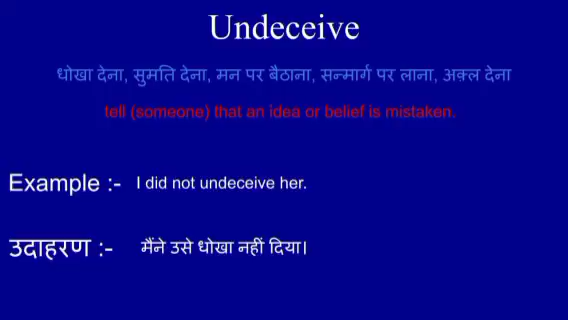 Undeceive
धोखा देना, सुमति देना, मन पर बैठाना, सन्मार्ग पर लाना, अक़्ल देना
tell (someone) that an idea or belief is mistaken.
Example :- I did not undeceive her.
उदाहरण :- मैंने उसे धोखा नहीं दिया।